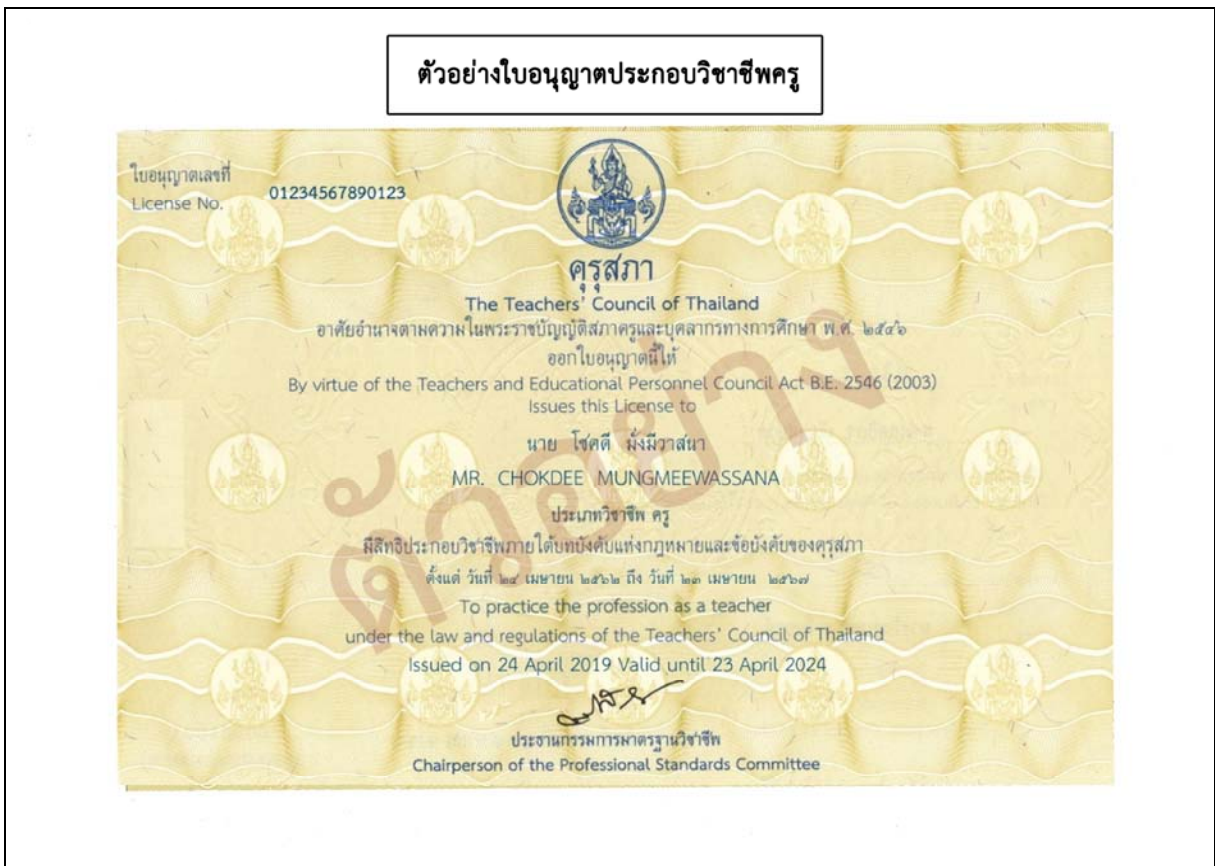 ตัวอย่างใบอนุญาตประกอบวิชาชีพครู
ใบอนุญาตเลขที่
License No. 01234567890123
คุรุสภา
The Teachers' Council of Thailand
อาศัยอำนาจตามความในพระราชบัญญัติสภาครูและบุคลากรทางการศึกษา พ.ศ. ๒๕๔๖
ออกใบอนุญาตนี้ให้
By virtue of the Teachers and Educational Personnel Council Act B.E. 2546 (2003)
Issues this License to
นาย โชคดี มั่งมีวาสนา
MR. CHOKDEE MUNGMEEWASSANA
ประเภทวิชาชีพ ครู
มีสิทธิประกอบวิชาชีพภายใต้บทบังคับแห่งกฎหมายและข้อบังคับของคุรุสภา
ตั้งแต่ วันที่ ๒๔ เมษายน ๒๕๖๒ ถึง วันที่ ๒๓ เมษายน ๒๕๖๗
To practice the profession as a teacher
under the law and regulations of the Teachers' Council of Thailand
Issued on 24 April 2019 Valid until 23 April 2024
ประธานกรรมการมาตรฐานวิชาชีพ
Chairperson of the Professional Standards Committee
ตัวอย่าง